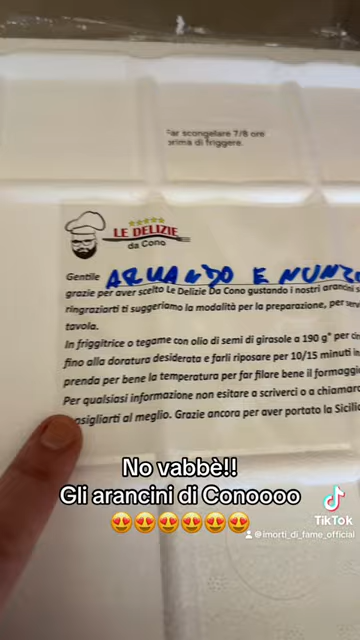 Far scongelare 7/8 ore
prima di friggere.
LE DELIZIE
da Cono
Gentile ARMANDO E NUNZ
grazie per aver scelto Le Delizie Da Cono gustando i nostri arancini s
ringraziarti ti suggeriamo la modalità per la preparazione, per
tavola.
In friggitrice o tegame con olio di semi di girasole a 190 g° per
fino alla doratura desiderata e farli riposare per 10/15 minuti
prenda per bene la temperatura per far filare bene il formaggi
Per qualsiasi informazione non esitare a scriverci o a chiamar
onsigliarti al meglio. Grazie ancora per aver portato la Sicilia
No vabbè!!
Gli arancini di Conoooo
😍😍😍😍😍😍
TikTok
@imorti_di_fame_official